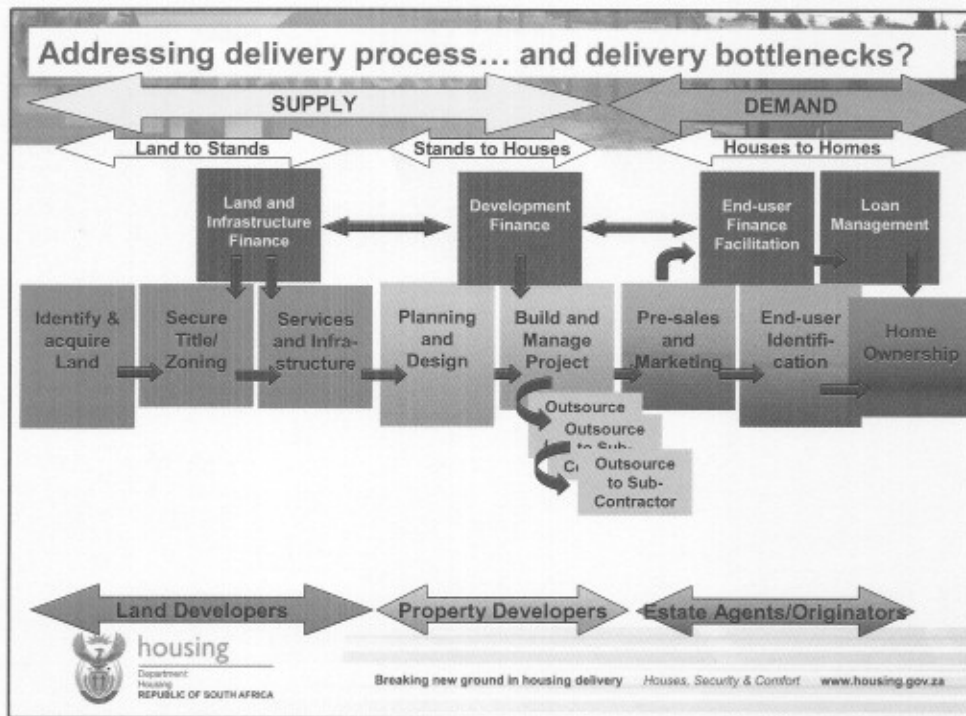 Addressing delivery process... and delivery bottlenecks?
SUPPLY
DEMAND
Land to Stands
Stands to Houses
Houses to Homes
Land and
Infrastructure
Finance
Development
Finance
End-user
Finance
Facilitation
Loan
Management
Identify &
acquire
Land
Secure
Title/
Zoning
Services
and Infra-
structure
Planning
and
Design
Build and
Manage
Project
Pre-sales
and
Marketing
End-user
Identifi-
cation
Home
Ownership
Outsource
Outsource
to Sub-
Outsource
to Sub-
Contractor
Land Developers
Property Developers
Estate Agents/Originators
housing
Department:
Housing
REPUBLIC OF SOUTH AFRICA
Breaking new ground in housing delivery Houses, Security & Comfort www.housing.gov.za